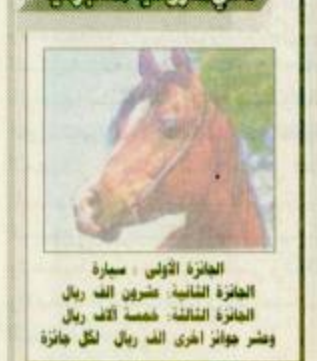 الجائزة الأولى : سيارة
الجائزة الثانية: عشرون الف ريال
الجائزة الثالثة: خمسة آلاف ريال
وعشر جوائز اخرى الف ريال لكل جائزة